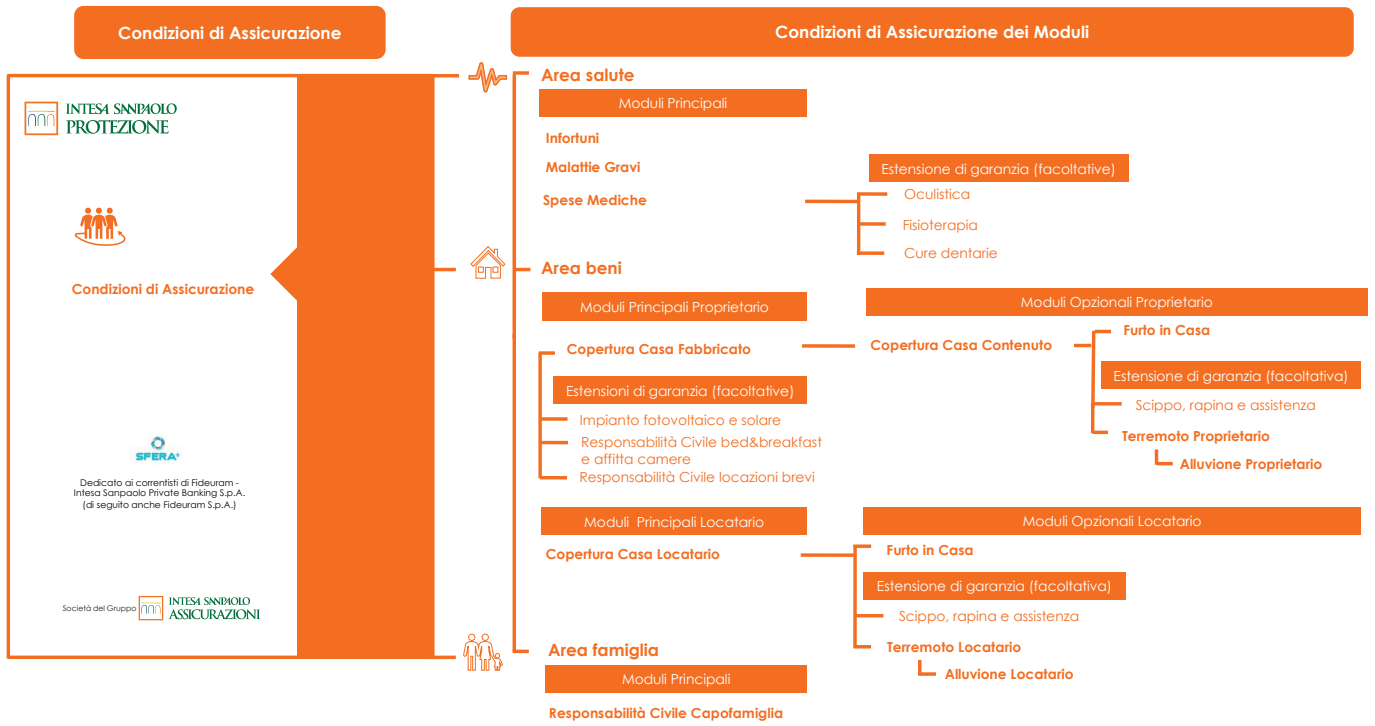 Condizioni di Assicurazione
INTESA SANPAOLO
PROTEZIONE
Condizioni di Assicurazione
SFERA+
Dedicato ai correntisti di Fideuram -
Intesa Sanpaolo Private Banking S.p.A.
(di seguito anche Fideuram S.p.A.)
Società del Gruppo
INTESA SANPAOLO
ASSICURAZIONI
Condizioni di Assicurazione dei Moduli
Area salute
Moduli Principali
Infortuni
Malattie Gravi
Spese Mediche
Estensione di garanzia (facoltative)
Oculistica
Fisioterapia
Cure dentarie
Area beni
Moduli Principali Proprietario
Copertura Casa Fabbricato
Estensioni di garanzia (facoltative)
Impianto fotovoltaico e solare
Responsabilità Civile bed&breakfast
e affitta camere
Responsabilità Civile locazioni brevi
Moduli Opzionali Proprietario
Copertura Casa Contenuto
Furto in Casa
Estensione di garanzia (facoltativa)
Scippo, rapina e assistenza
Terremoto Proprietario
Alluvione Proprietario
Moduli Principali Locatario
Copertura Casa Locatario
Moduli Opzionali Locatario
Furto in Casa
Estensione di garanzia (facoltativa)
Scippo, rapina e assistenza
Terremoto Locatario
Alluvione Locatario
Area famiglia
Moduli Principali
Responsabilità Civile Capofamiglia